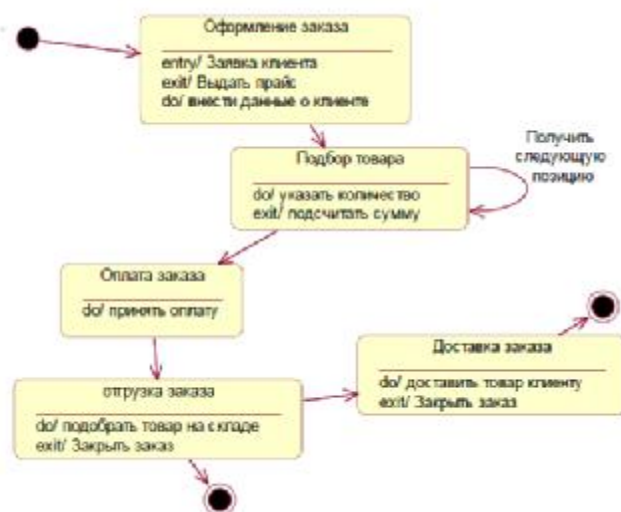 Оформление заказа
entry/ Заявка клиента
exit/ Выдать прайс
do/ внести данные о клиенте
Подбор товара
do/ указать количество
exit/ подсчитать сумму
Получить
следующую
позицию
Оплата заказа
do/ принять оплату
Доставка заказа
do/ доставить товар клиенту
exit/ Закрыть заказ
отгрузка заказа
do/ подобрать товар на складе
exit/ Закрыть заказ